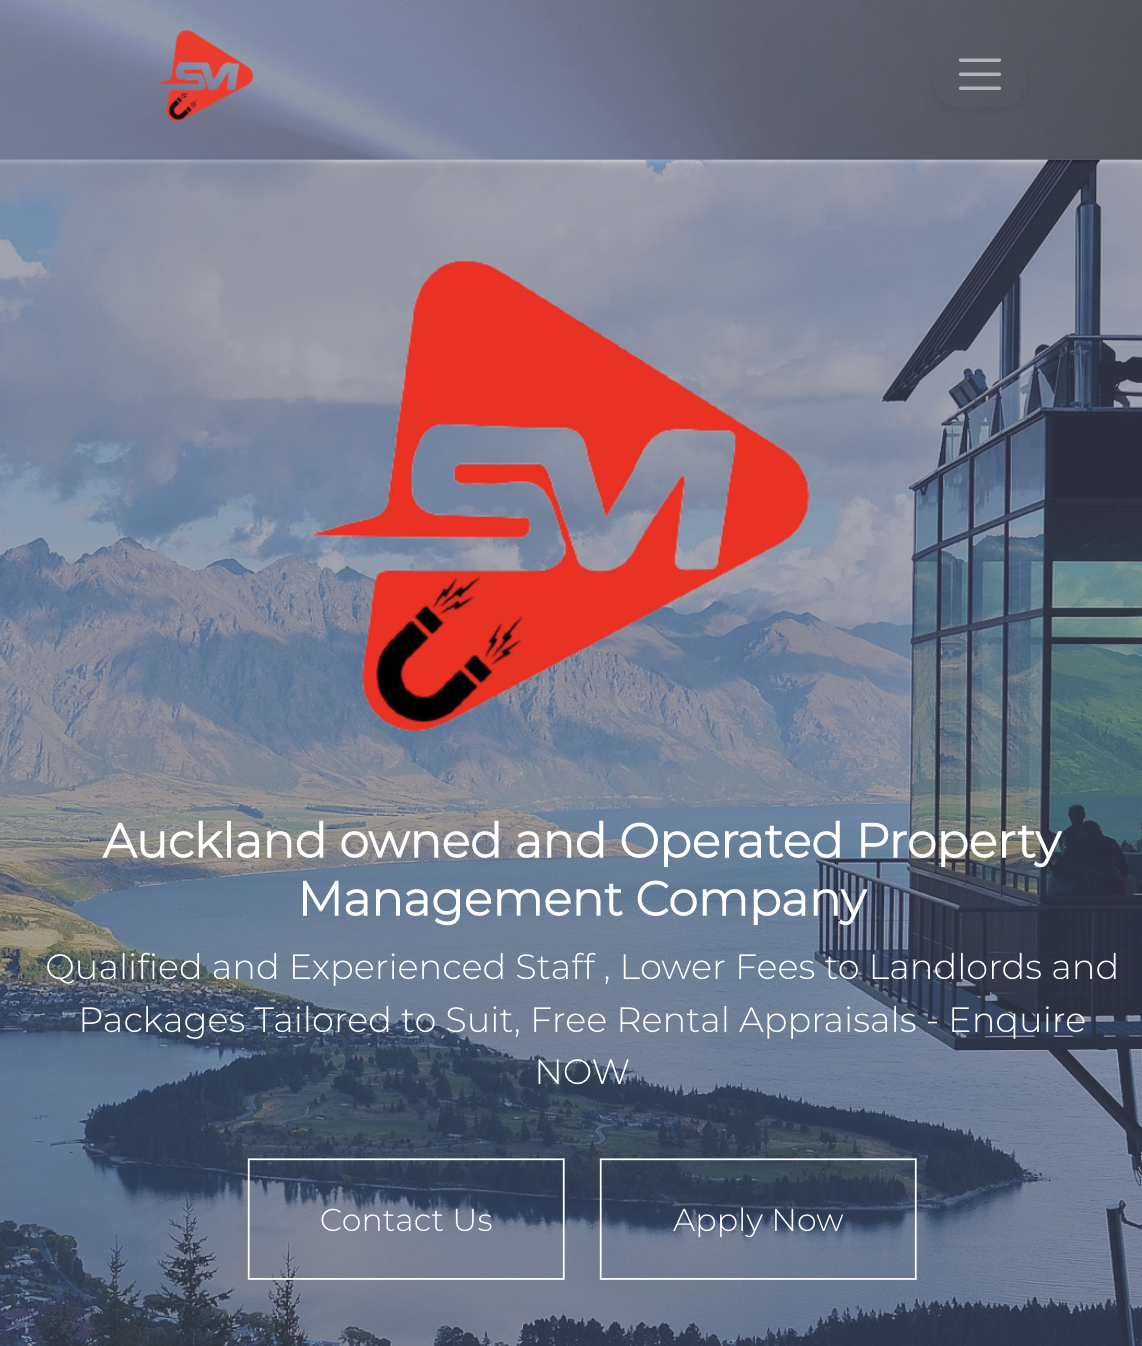 SM
SM
Auckland owned and Operated Property
Management Company
Qualified and Experienced Staff , Lower Fees to Landlords and
Packages Tailored to Suit, Free Rental Appraisals - Enquire
NOW
Contact Us
Apply Now